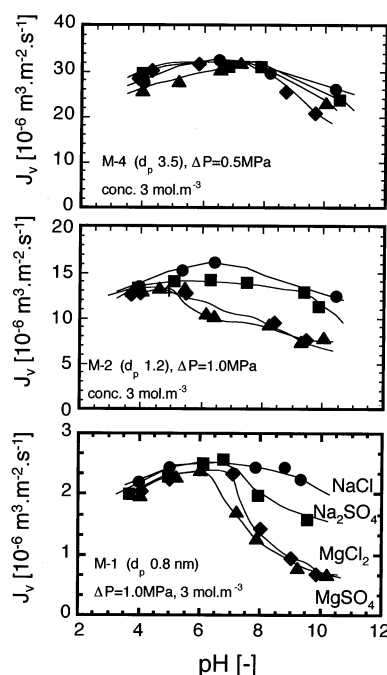 40
30
20
10
0
J_v [10⁻⁶ m³.m⁻².s⁻¹]
M-4 (d_p 3.5), ΔP=0.5MPa
conc. 3 mol.m⁻³
20
15
10
5
0
J_v [10⁻⁶ m³.m⁻².s⁻¹]
M-2 (d_p 1.2), ΔP=1.0MPa
conc. 3 mol.m⁻³
3
2
1
0
J_v [10⁻⁶ m³.m⁻².s⁻¹]
NaCl
Na₂SO₄
MgCl₂
MgSO₄
M-1 (d_p 0.8 nm)
ΔP=1.0MPa, 3 mol.m⁻³
2 4 6 8 10 12
pH [-]